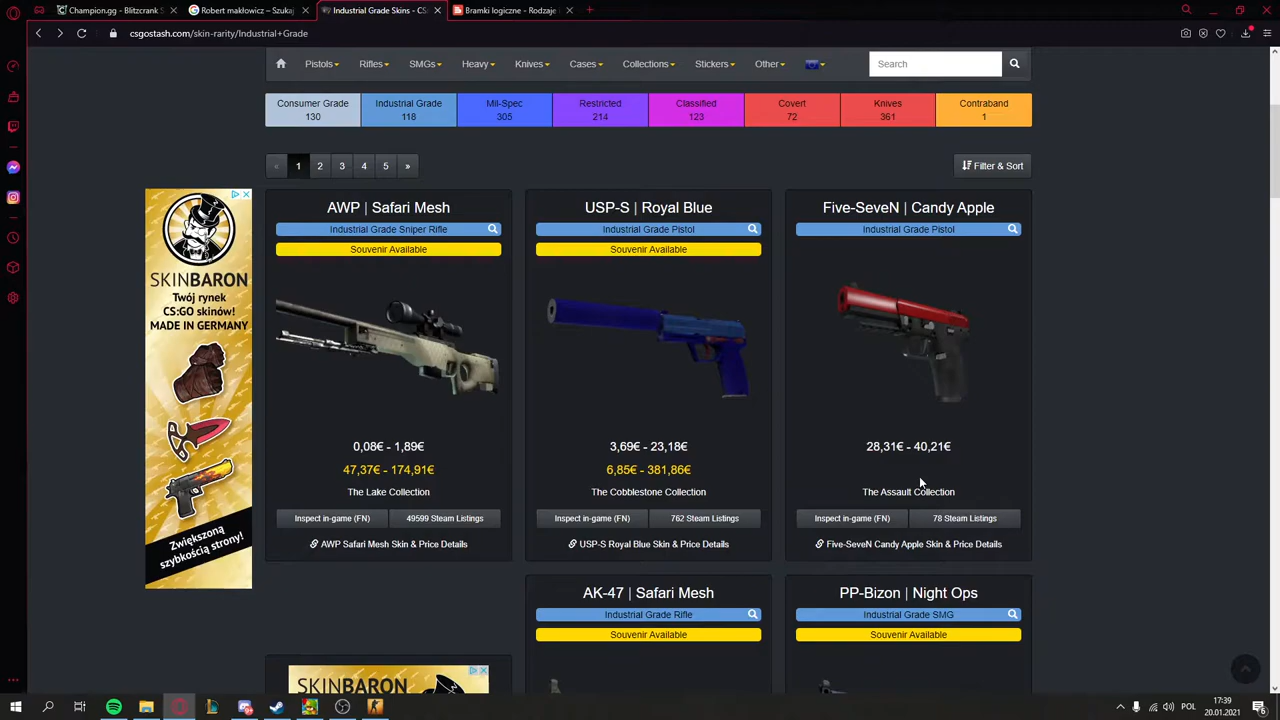 Champion.gg - Blitzcrank S
Robert makłowicz - Szukaj
Industrial Grade Skins - CS
Bramki logiczne - Rodzaje
csgostash.com/skin-rarity/Industrial+Grade
Pistols Rifles SMGs Heavy Knives Cases Collections Stickers Other Search
Consumer Grade Industrial Grade Mil-Spec Restricted Classified Covert Knives Contraband
130 118 305 214 123 72 361 1
« 1 2 3 4 5 » Filter & Sort
AWP | Safari Mesh
Industrial Grade Sniper Rifle
Souvenir Available
0,08€ - 1,89€
47,37€ - 174,91€
The Lake Collection
Inspect in-game (FN) 49599 Steam Listings
AWP Safari Mesh Skin & Price Details
USP-S | Royal Blue
Industrial Grade Pistol
Souvenir Available
3,69€ - 23,18€
6,85€ - 381,86€
The Cobblestone Collection
Inspect in-game (FN) 762 Steam Listings
USP-S Royal Blue Skin & Price Details
Five-SeveN | Candy Apple
Industrial Grade Pistol
28,31€ - 40,21€
The Assault Collection
Inspect in-game (FN) 78 Steam Listings
Five-SeveN Candy Apple Skin & Price Details
SKINBARON
Twój rynek
CS:GO skinów!
MADE IN GERMANY
Zwiększoną
szybkością strony!
SKINBARON
AK-47 | Safari Mesh
Industrial Grade Rifle
Souvenir Available
PP-Bizon | Night Ops
Industrial Grade SMG
Souvenir Available
POL
17:39
20.01.2021
6